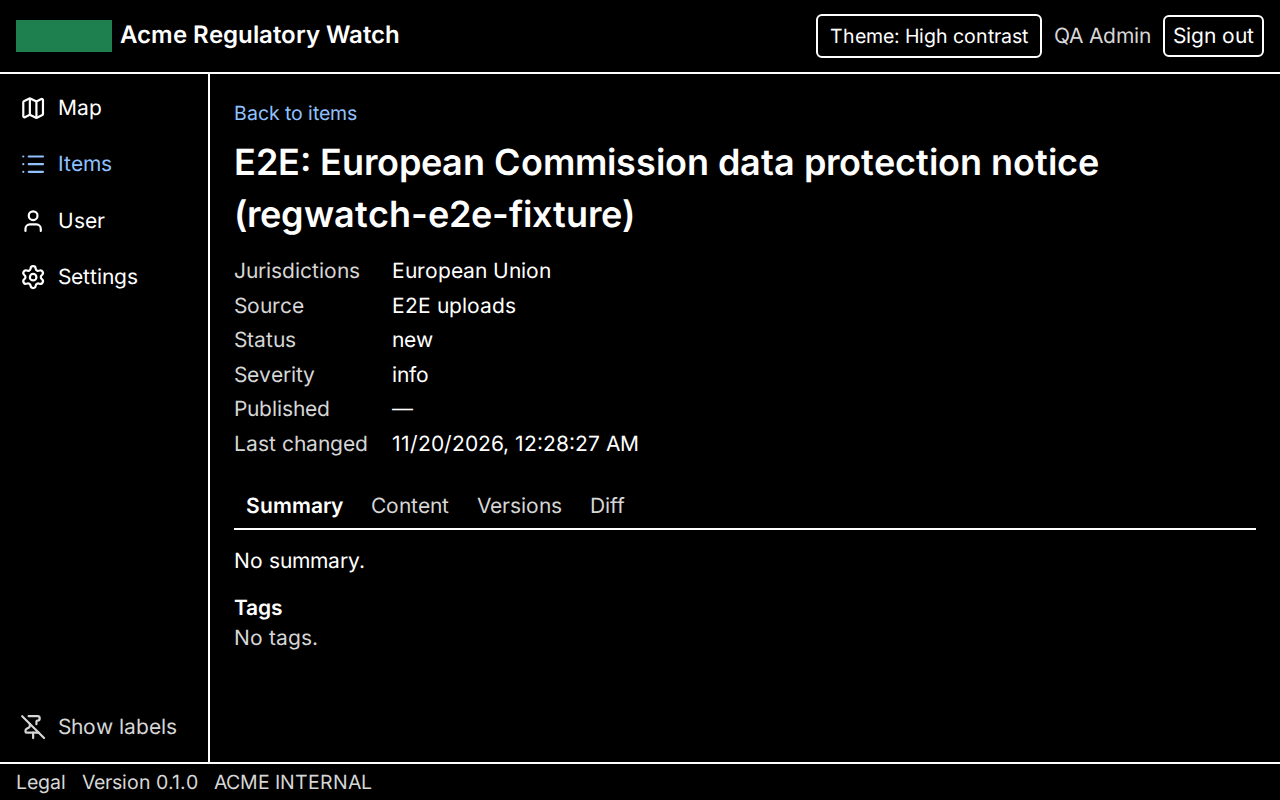 Acme Regulatory Watch
Theme: High contrast
QA Admin
Sign out
Map
Items
User
Settings
Show labels
Back to items
E2E: European Commission data protection notice
(regwatch-e2e-fixture)
Jurisdictions European Union
Source E2E uploads
Status new
Severity info
Published —
Last changed 11/20/2026, 12:28:27 AM
Summary Content Versions Diff
No summary.
Tags
No tags.
Legal Version 0.1.0 ACME INTERNAL